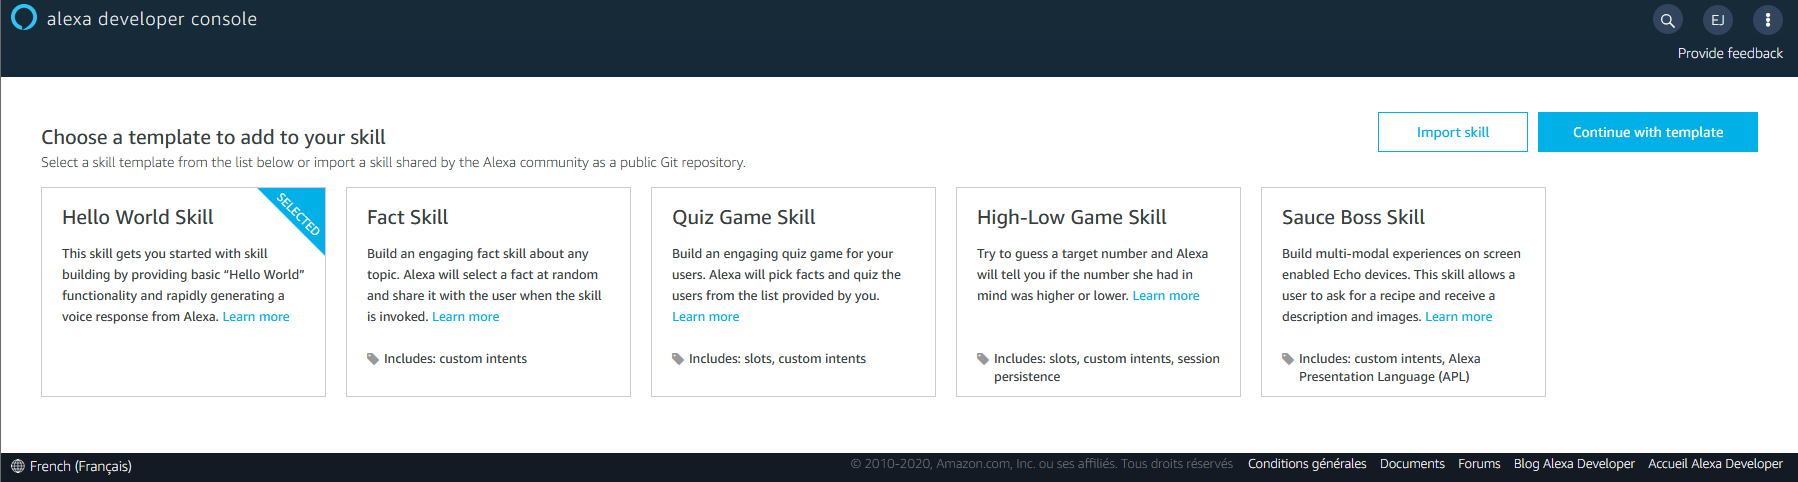 alexa developer console
EJ
Provide feedback
Choose a template to add to your skill
Select a skill template from the list below or import a skill shared by the Alexa community as a public Git repository.
Import skill
Continue with template
Hello World Skill
SELECTED
This skill gets you started with skill
building by providing basic “Hello World”
functionality and rapidly generating a
voice response from Alexa. Learn more
Fact Skill
Build an engaging fact skill about any
topic. Alexa will select a fact at random
and share it with the user when the skill
is invoked. Learn more
Includes: custom intents
Quiz Game Skill
Build an engaging quiz game for your
users. Alexa will pick facts and quiz the
users from the list provided by you.
Learn more
Includes: slots, custom intents
High-Low Game Skill
Try to guess a target number and Alexa
will tell you if the number she had in
mind was higher or lower. Learn more
Includes: slots, custom intents, session
persistence
Sauce Boss Skill
Build multi-modal experiences on screen
enabled Echo devices. This skill allows a
user to ask for a recipe and receive a
description and images. Learn more
Includes: custom intents, Alexa
Presentation Language (APL)
French (Français)
© 2010-2020, Amazon.com, Inc. ou ses affiliés. Tous droits réservés
Conditions générales
Documents
Forums
Blog Alexa Developer
Accueil Alexa Developer